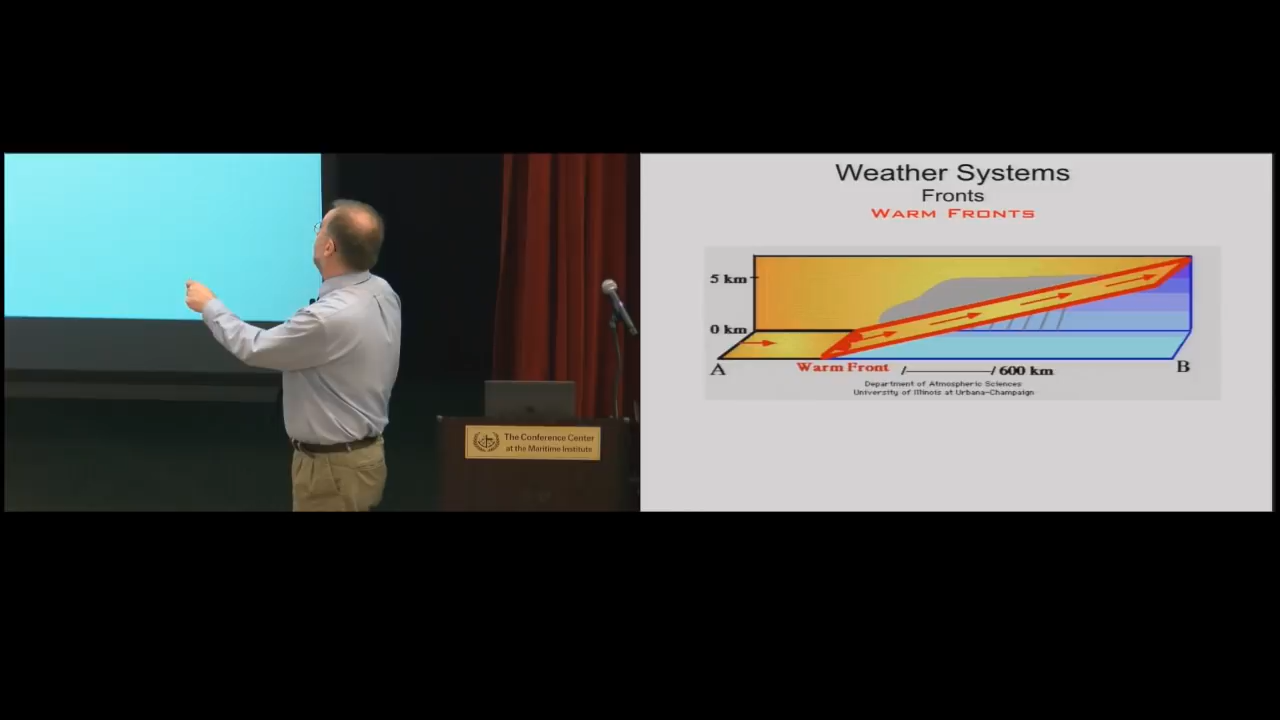 The Conference Center
at the Maritime Institute
Weather Systems
Fronts
WARM FRONTS
5 km
0 km
A
Warm Front
600 km
B
Department of Atmospheric Sciences
University of Illinois at Urbana-Champaign